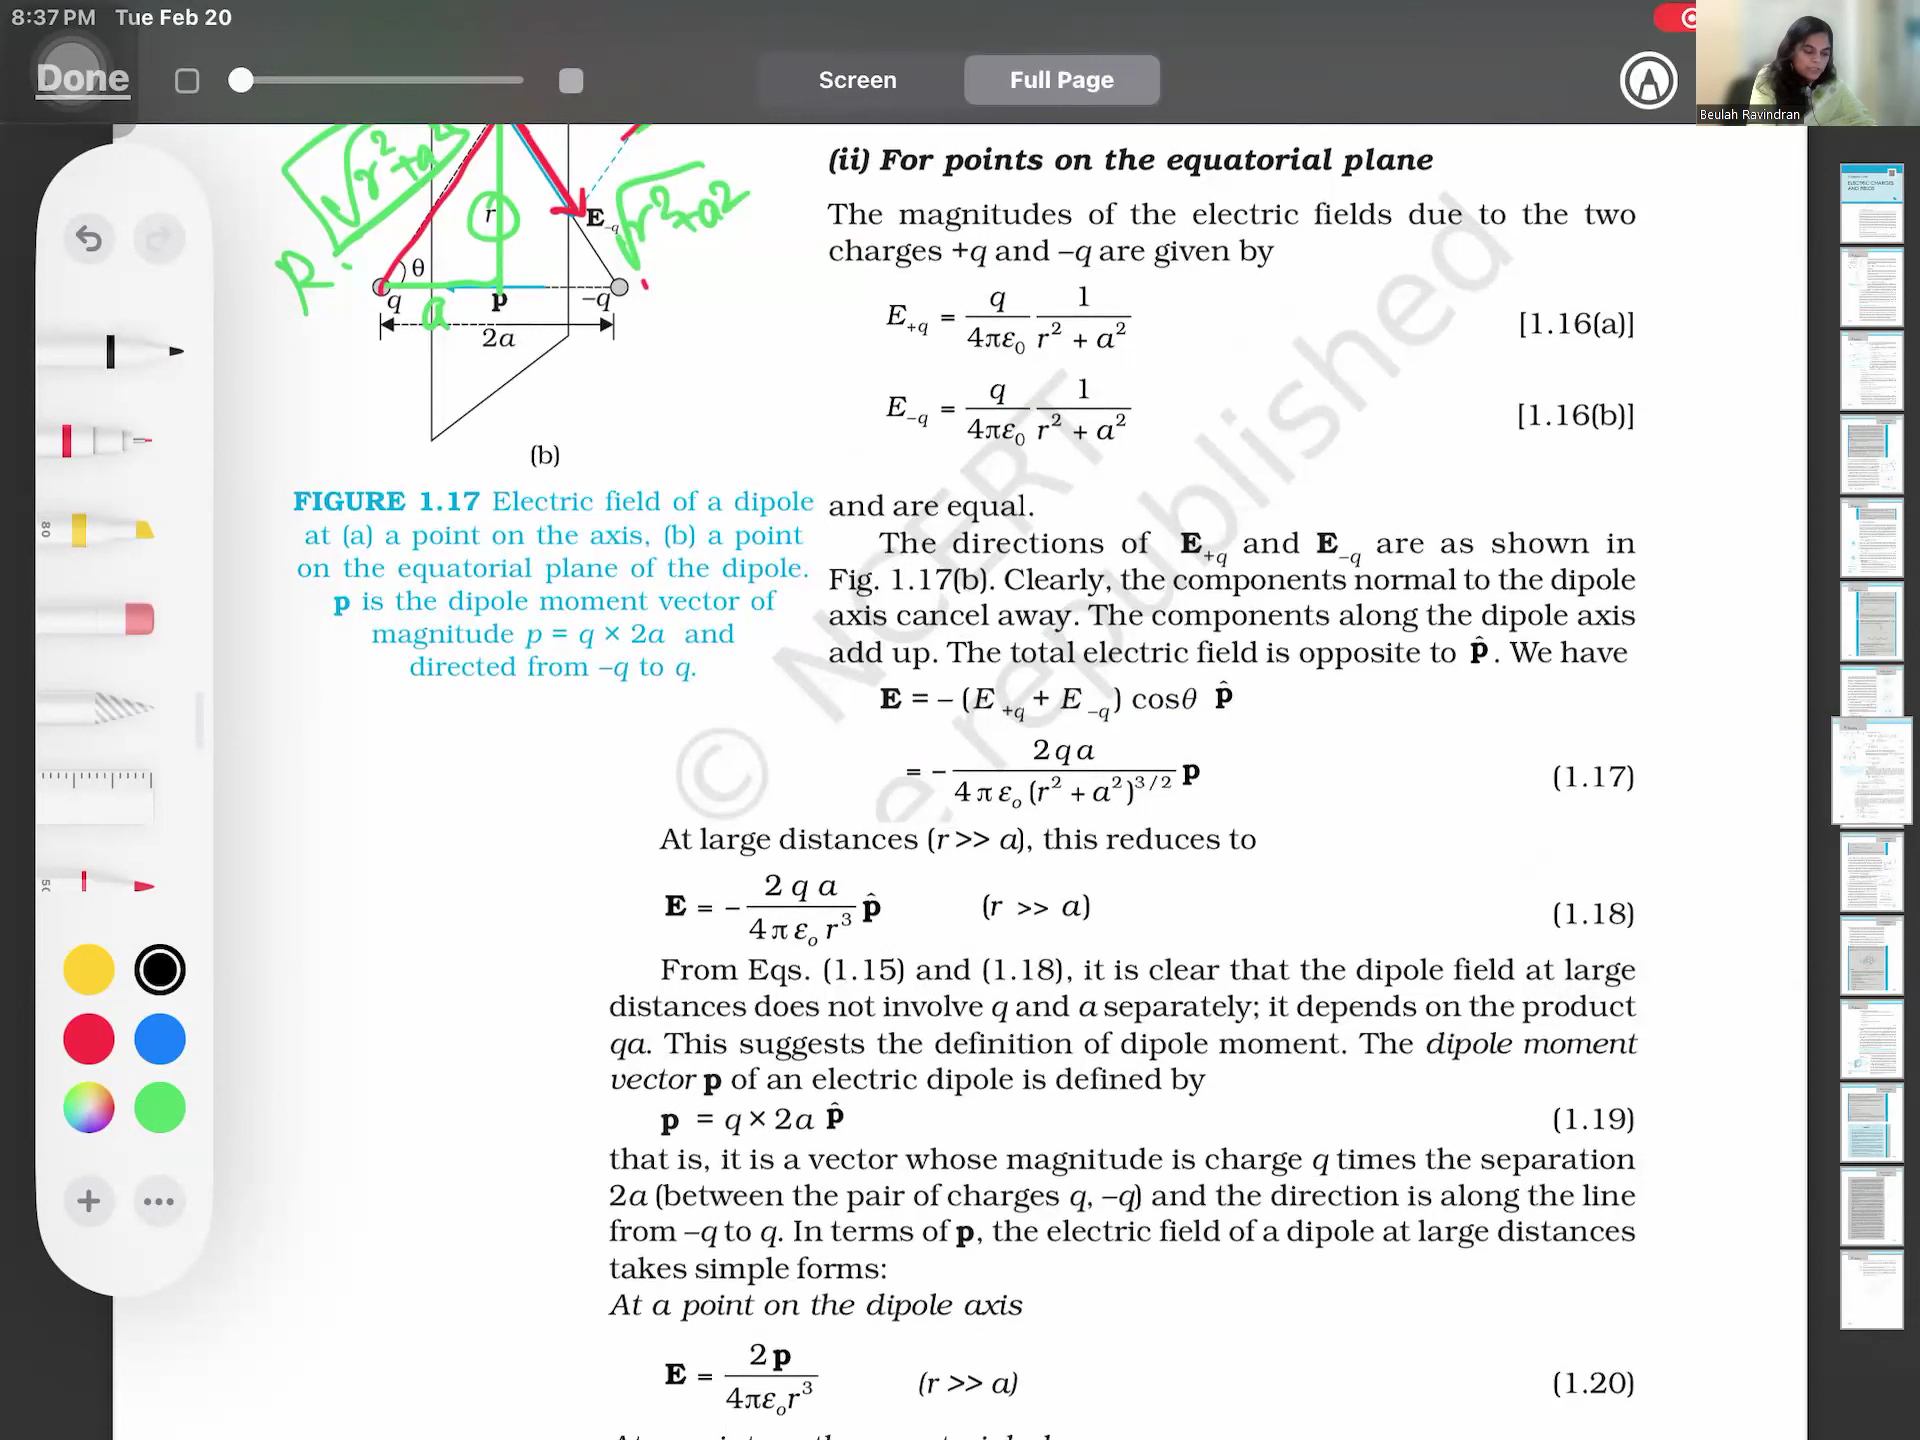 8:37 PM Tue Feb 20
Done
Screen
Full Page
Beulah Ravindran
√r²+a²
R
r
θ
E₋q
√r²+a²
q
a
p
−q
2a
(b)
FIGURE 1.17 Electric field of a dipole
at (a) a point on the axis, (b) a point
on the equatorial plane of the dipole.
p is the dipole moment vector of
magnitude p = q × 2a and
directed from −q to q.
(ii) For points on the equatorial plane
The magnitudes of the electric fields due to the two
charges +q and −q are given by
E₊q = q/4πε₀ 1/r² + a² [1.16(a)]
E₋q = q/4πε₀ 1/r² + a² [1.16(b)]
and are equal.
The directions of E₊q and E₋q are as shown in
Fig. 1.17(b). Clearly, the components normal to the dipole
axis cancel away. The components along the dipole axis
add up. The total electric field is opposite to p̂. We have
E = − (E₊q + E₋q) cosθ p̂
= − 2qa/4πεₒ(r² + a²)^3/2 p (1.17)
At large distances (r >> a), this reduces to
E = − 2qa/4πεₒr³ p̂ (r >> a) (1.18)
From Eqs. (1.15) and (1.18), it is clear that the dipole field at large
distances does not involve q and a separately; it depends on the product
qa. This suggests the definition of dipole moment. The dipole moment
vector p of an electric dipole is defined by
p = q × 2a p̂ (1.19)
that is, it is a vector whose magnitude is charge q times the separation
2a (between the pair of charges q, −q) and the direction is along the line
from −q to q. In terms of p, the electric field of a dipole at large distances
takes simple forms:
At a point on the dipole axis
E = 2p/4πεₒr³ (r >> a) (1.20)
© NCERT
e republished
80